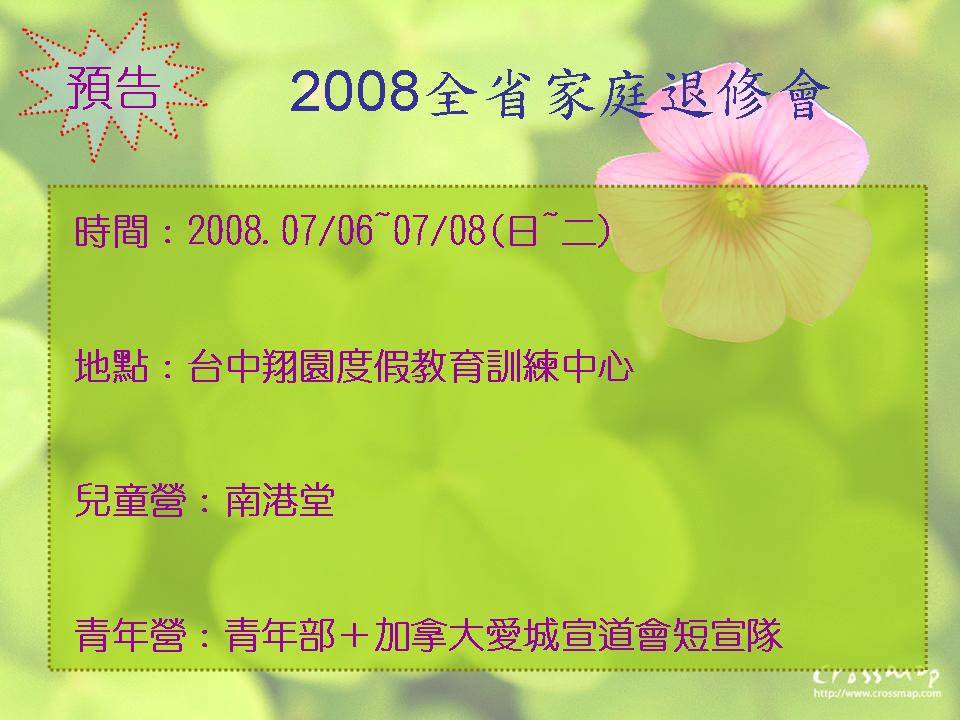 預告
2008全省家庭退修會
時間：2008.07/06~07/08(日~二)
地點：台中翔園度假教育訓練中心
兒童營：南港堂
青年營：青年部＋加拿大愛城宣道會短宣隊
crossmap
http://www.crossmap.com